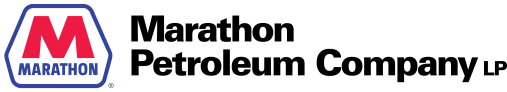 M
MARATHON
®
Marathon
Petroleum Company LP